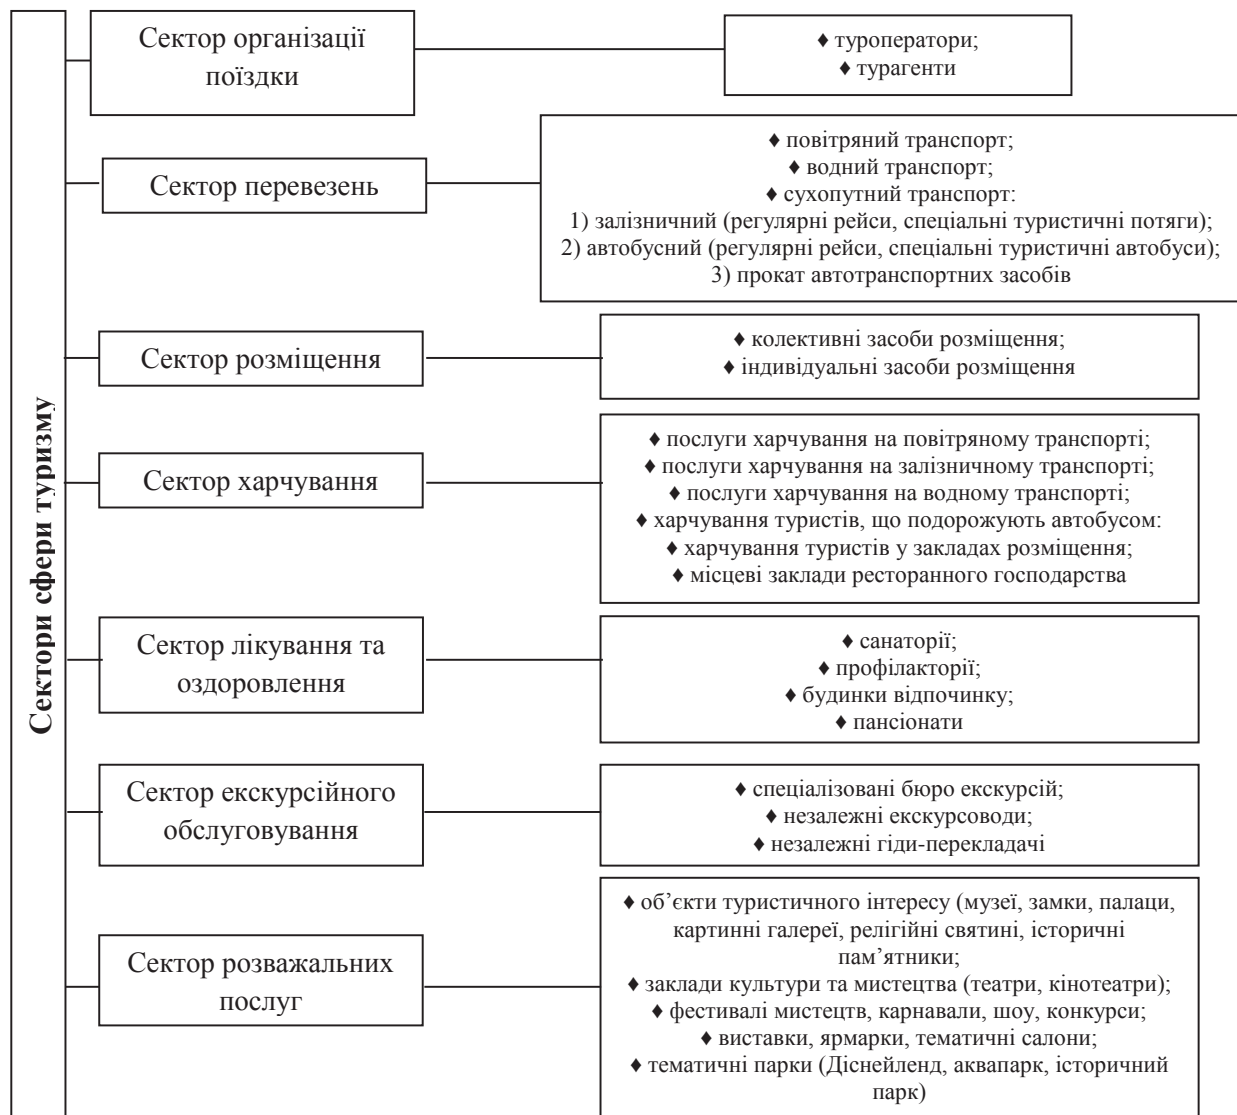 Сектори сфери туризму
Сектор організації
поїздки
♦ туроператори;
♦ турагенти
Сектор перевезень
♦ повітряний транспорт;
♦ водний транспорт;
♦ сухопутний транспорт:
1) залізничний (регулярні рейси, спеціальні туристичні потяги);
2) автобусний (регулярні рейси, спеціальні туристичні автобуси);
3) прокат автотранспортних засобів
Сектор розміщення
♦ колективні засоби розміщення;
♦ індивідуальні засоби розміщення
Сектор харчування
♦ послуги харчування на повітряному транспорті;
♦ послуги харчування на залізничному транспорті;
♦ послуги харчування на водному транспорті;
♦ харчування туристів, що подорожують автобусом:
♦ харчування туристів у закладах розміщення;
♦ місцеві заклади ресторанного господарства
Сектор лікування та
оздоровлення
♦ санаторії;
♦ профілакторії;
♦ будинки відпочинку;
♦ пансіонати
Сектор екскурсійного
обслуговування
♦ спеціалізовані бюро екскурсій;
♦ незалежні екскурсоводи;
♦ незалежні гіди-перекладачі
Сектор розважальних
послуг
♦ об’єкти туристичного інтересу (музеї, замки, палаци,
картинні галереї, релігійні святині, історичні
пам’ятники;
♦ заклади культури та мистецтва (театри, кінотеатри);
♦ фестивалі мистецтв, карнавали, шоу, конкурси;
♦ виставки, ярмарки, тематичні салони;
♦ тематичні парки (Діснейленд, аквапарк, історичний
парк)